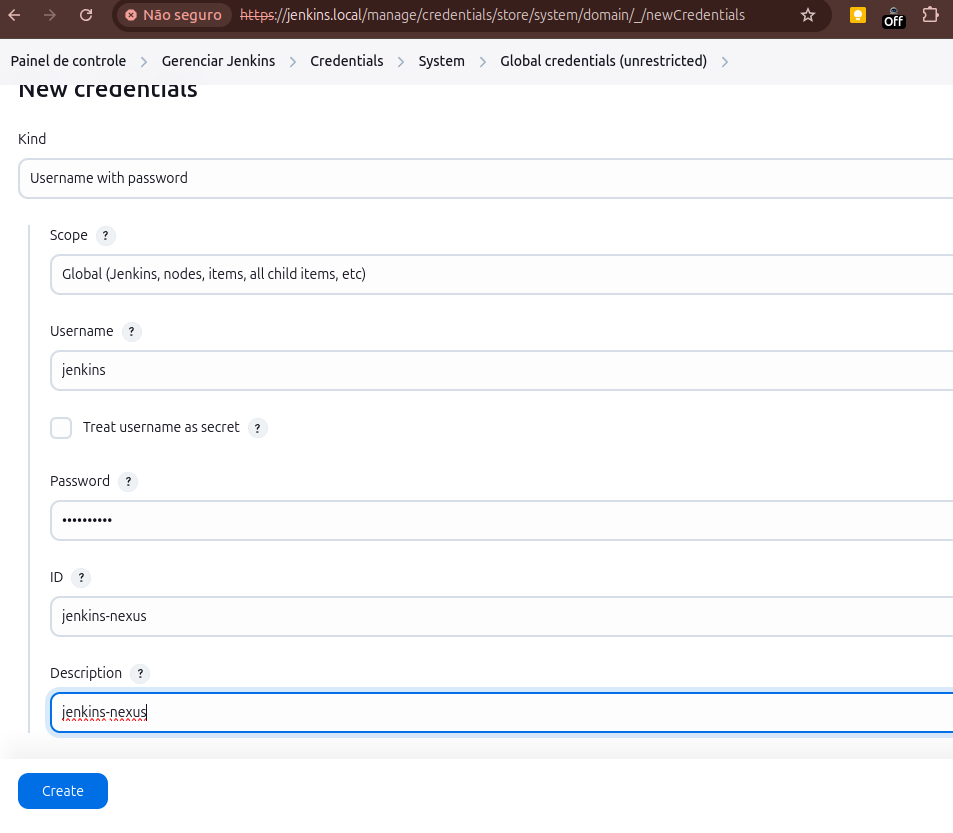 Não seguro https://jenkins.local/manage/credentials/store/system/domain/_/newCredentials Off
Painel de controle > Gerenciar Jenkins > Credentials > System > Global credentials (unrestricted) >
New credentials
Kind
Username with password
Scope ?
Global (Jenkins, nodes, items, all child items, etc)
Username ?
jenkins
Treat username as secret ?
Password ?
••••••••••
ID ?
jenkins-nexus
Description ?
jenkins-nexus
Create